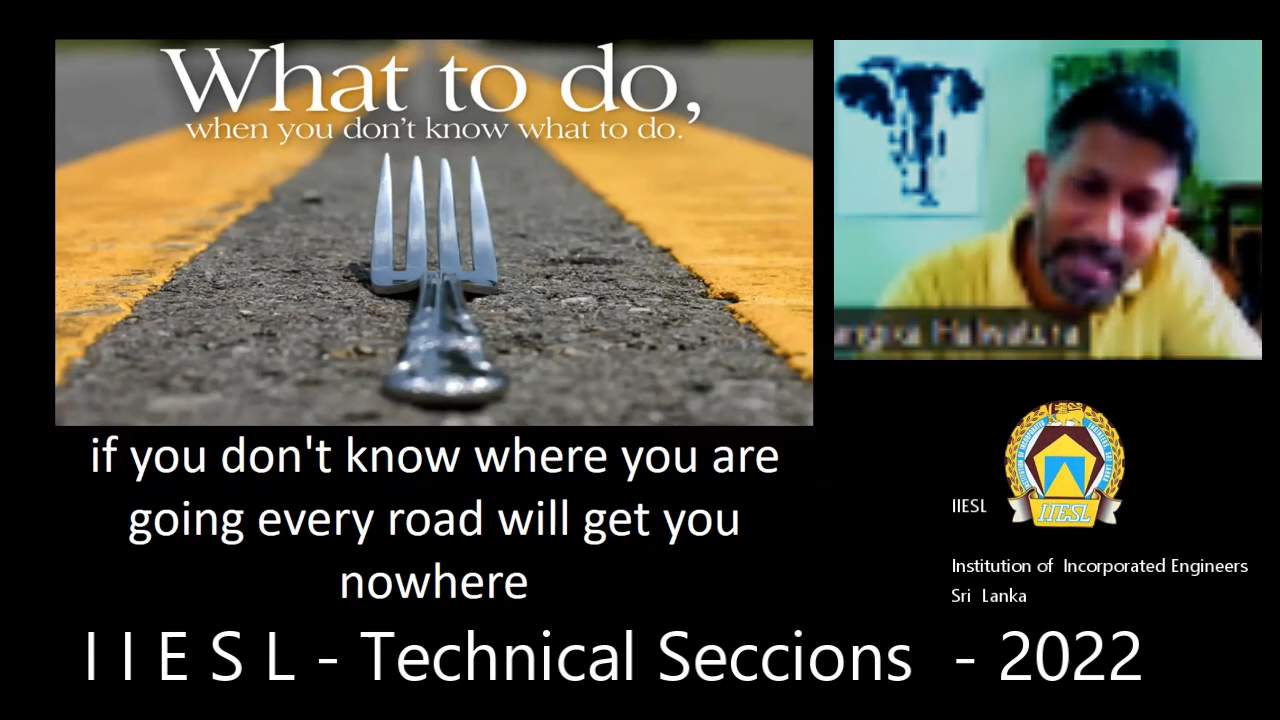 What to do,
when you don't know what to do.
if you don't know where you are
going every road will get you
nowhere
IIESL
IIESL
Institution of Incorporated Engineers
Sri Lanka
I I E S L - Technical Seccions - 2022